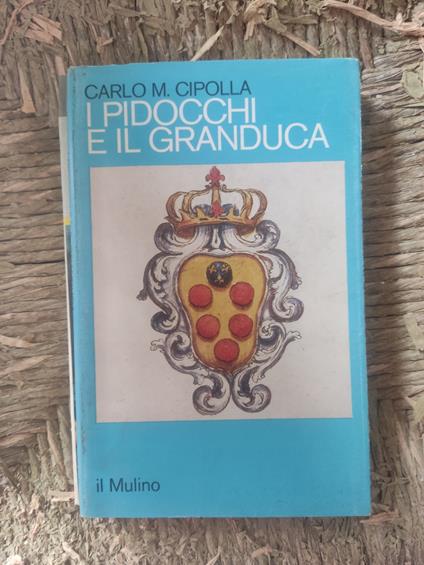 CARLO M. CIPOLLA
I PIDOCCHI
E IL GRANDUCA
il Mulino